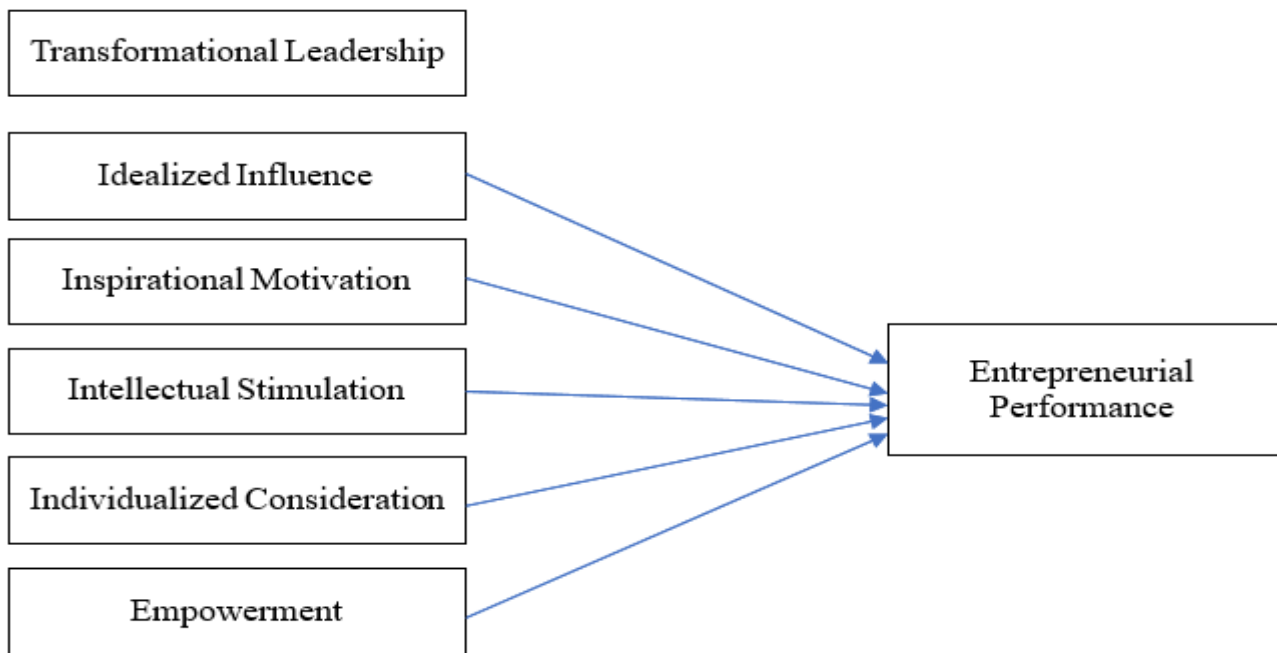 Transformational Leadership
Idealized Influence
Inspirational Motivation
Intellectual Stimulation
Individualized Consideration
Empowerment
Entrepreneurial
Performance